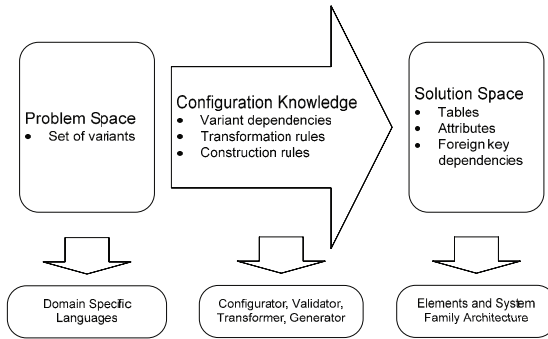 Problem Space
• Set of variants
Configuration Knowledge
• Variant dependencies
• Transformation rules
• Construction rules
Solution Space
• Tables
• Attributes
• Foreign key
dependencies
Domain Specific
Languages
Configurator, Validator,
Transformer, Generator
Elements and System
Family Architecture